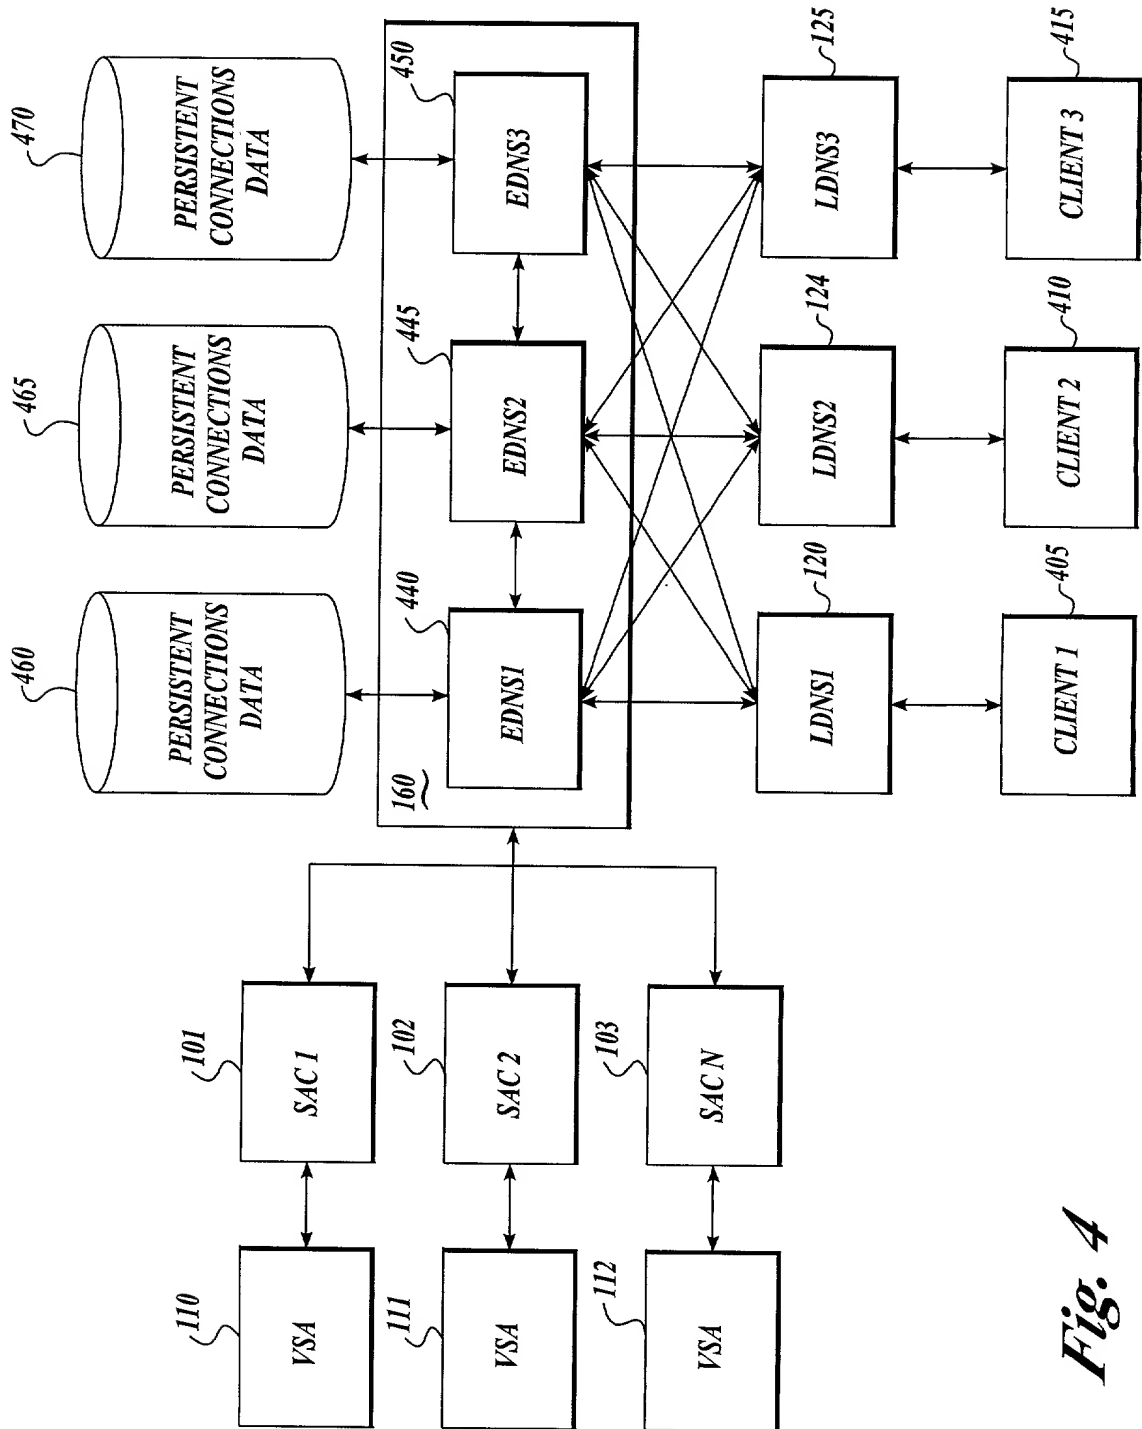 460
465
470
PERSISTENT
CONNECTIONS
DATA
PERSISTENT
CONNECTIONS
DATA
PERSISTENT
CONNECTIONS
DATA
110
101
VSA
SAC 1
111
102
160
440
445
450
VSA
SAC 2
EDNS1
EDNS2
EDNS3
112
103
VSA
SAC N
120
124
125
LDNS1
LDNS2
LDNS3
405
410
415
CLIENT 1
CLIENT 2
CLIENT 3
Fig. 4